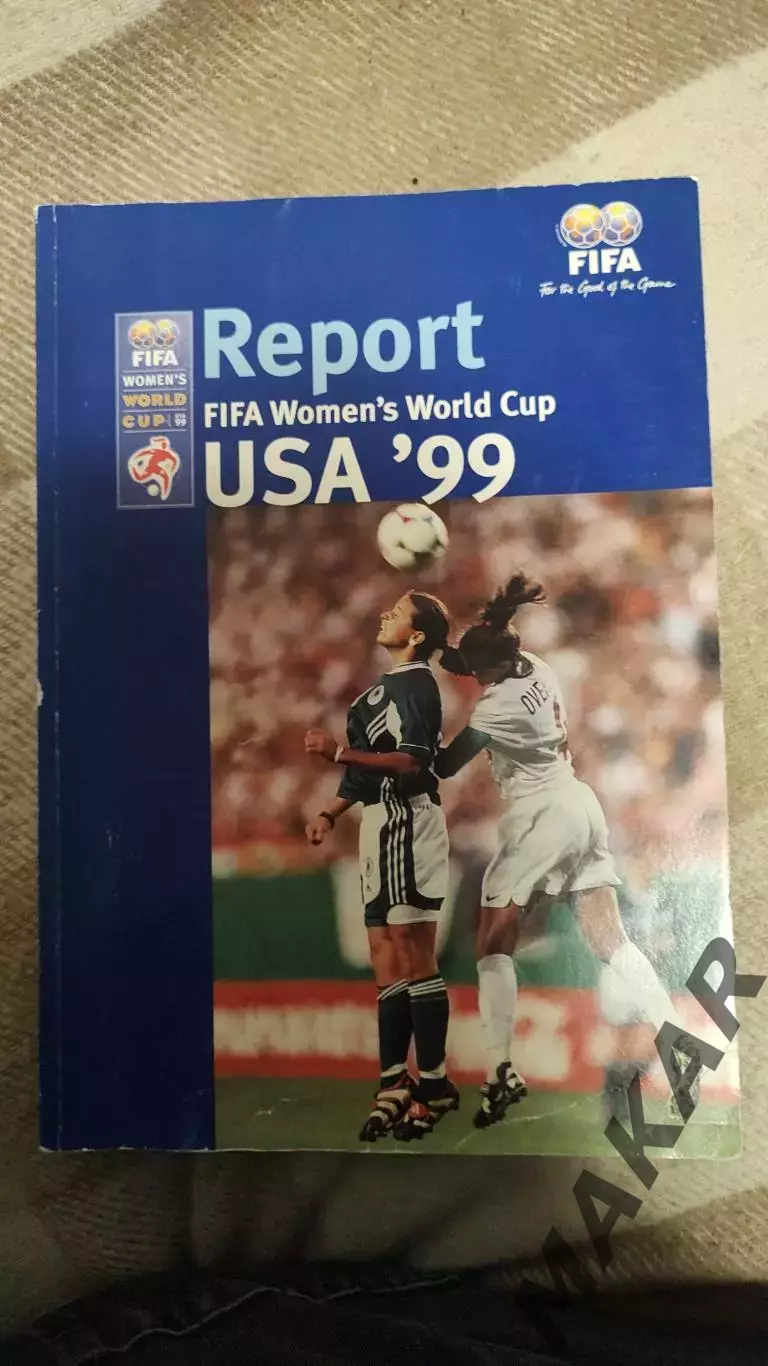 FIFA
For the Good of the Game
Report
FIFA
WOMEN'S
WORLD
CUP USA 99
FIFA Women's World Cup
USA ’99
OVE
MAKAR